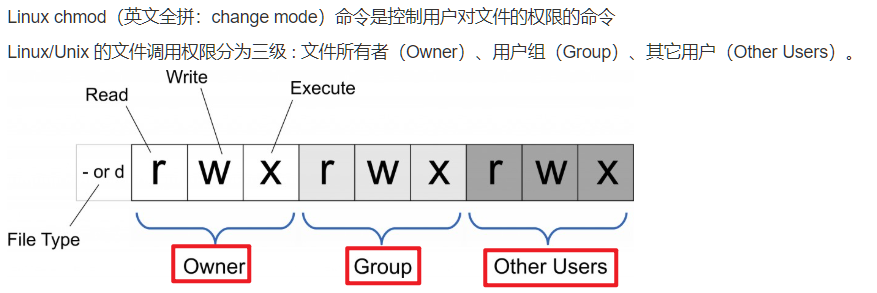 Linux chmod（英文全拼：change mode）命令是控制用户对文件的权限的命令
Linux/Unix 的文件调用权限分为三级 : 文件所有者（Owner）、用户组（Group）、其它用户（Other Users）。
Write
Read
Execute
- or d r w x r w x r w x
File Type
Owner Group Other Users